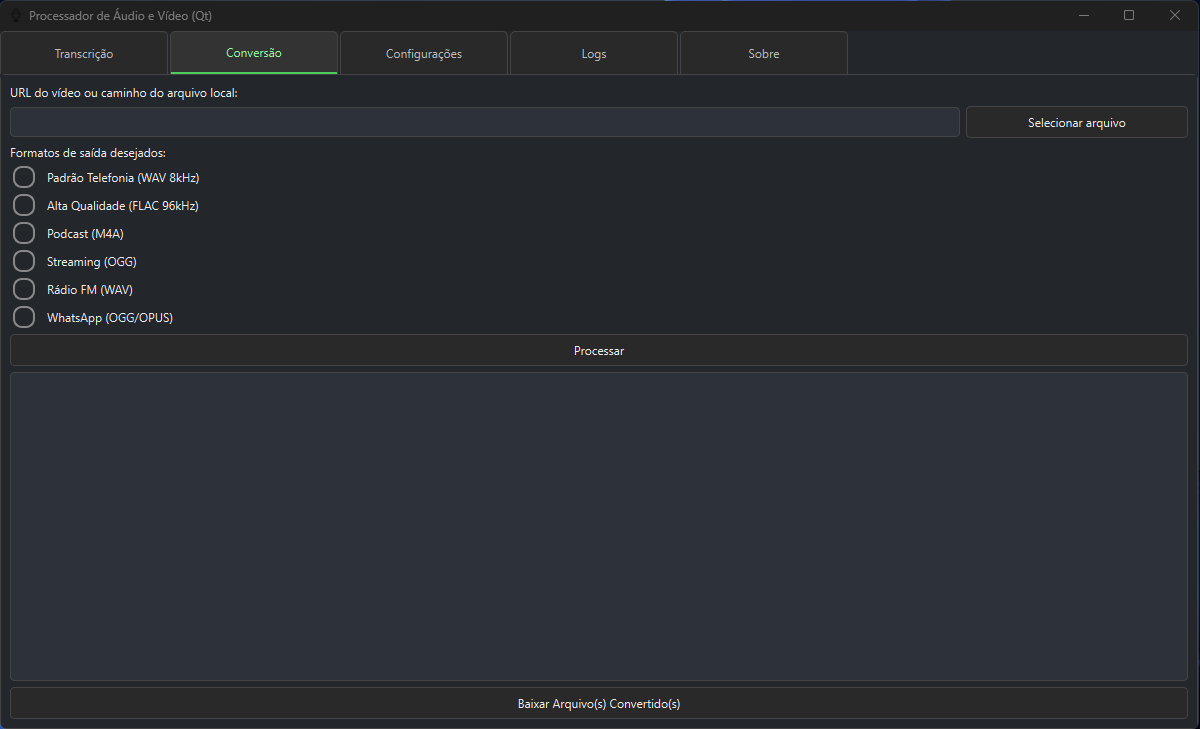 Processador de Áudio e Vídeo (Qt)
Transcrição
Conversão
Configurações
Logs
Sobre
URL do vídeo ou caminho do arquivo local:
Selecionar arquivo
Formatos de saída desejados:
Padrão Telefonia (WAV 8kHz)
Alta Qualidade (FLAC 96kHz)
Podcast (M4A)
Streaming (OGG)
Rádio FM (WAV)
WhatsApp (OGG/OPUS)
Processar
Baixar Arquivo(s) Convertido(s)